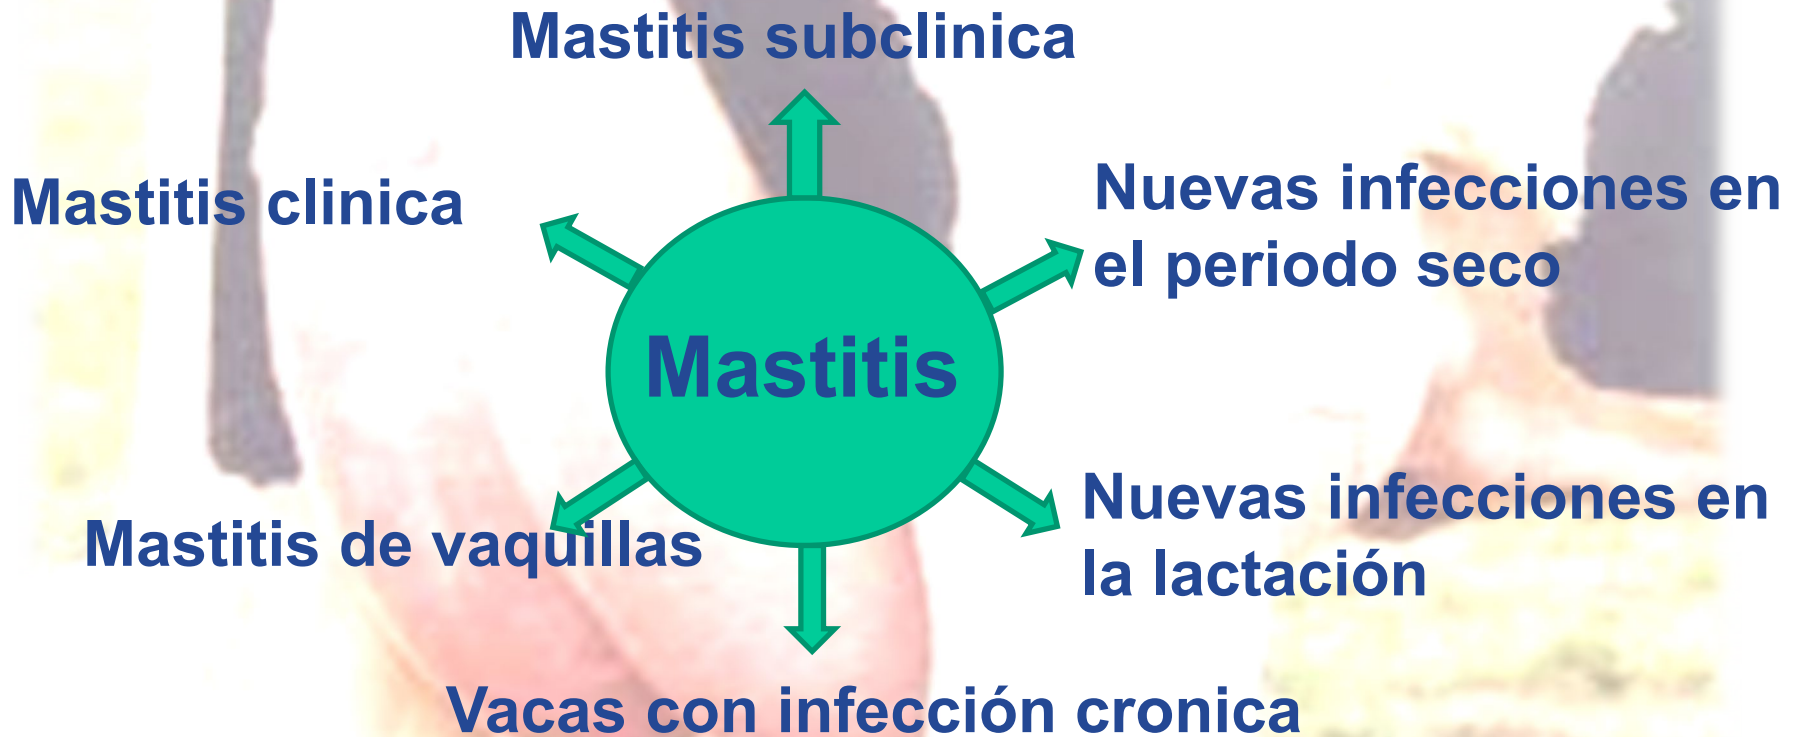 Mastitis subclinica
Mastitis clinica
Nuevas infecciones en
el periodo seco
Mastitis
Mastitis de vaquillas
Nuevas infecciones en
la lactación
Vacas con infección cronica